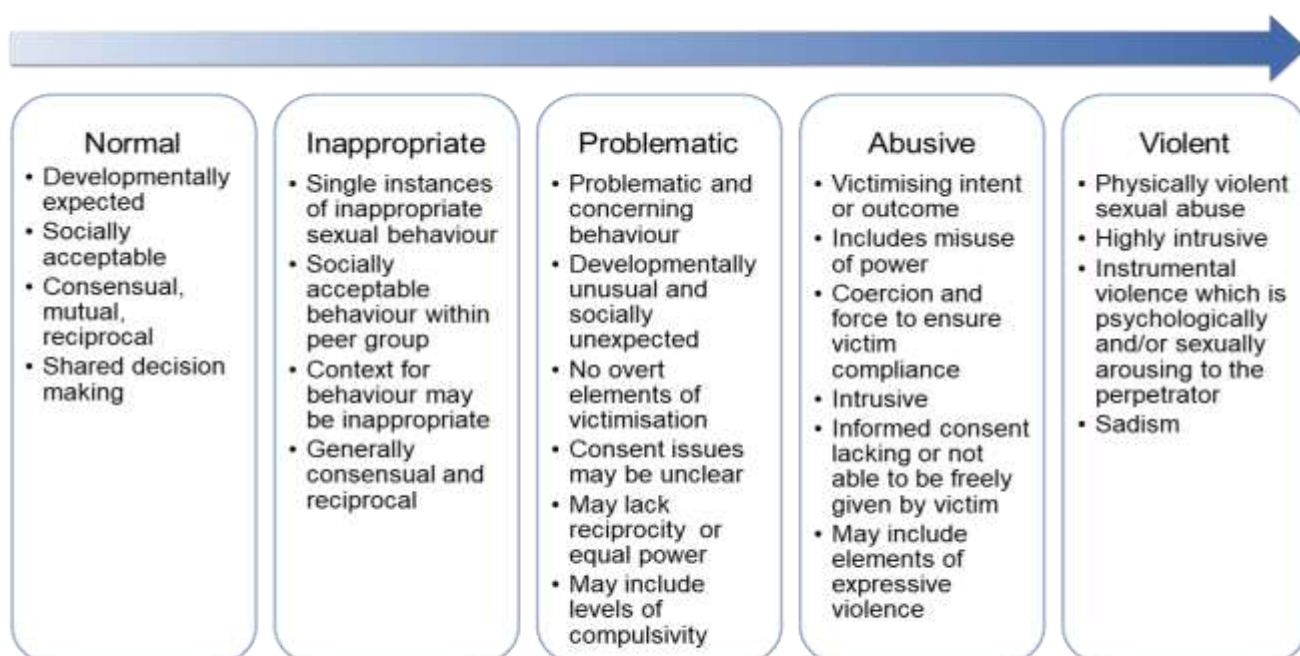 Normal
• Developmentally
expected
• Socially
acceptable
• Consensual,
mutual,
reciprocal
• Shared decision
making
Inappropriate
• Single instances
of inappropriate
sexual behaviour
• Socially
acceptable
behaviour within
peer group
• Context for
behaviour may
be inappropriate
• Generally
consensual and
reciprocal
Problematic
• Problematic and
concerning
behaviour
• Developmentally
unusual and
socially
unexpected
• No overt
elements of
victimisation
• Consent issues
may be unclear
• May lack
reciprocity or
equal power
• May include
levels of
compulsivity
Abusive
• Victimising intent
or outcome
• Includes misuse
of power
• Coercion and
force to ensure
victim
compliance
• Intrusive
• Informed consent
lacking or not
able to be freely
given by victim
• May include
elements of
expressive
violence
Violent
• Physically violent
sexual abuse
• Highly intrusive
• Instrumental
violence which is
psychologically
and/or sexually
arousing to the
perpetrator
• Sadism